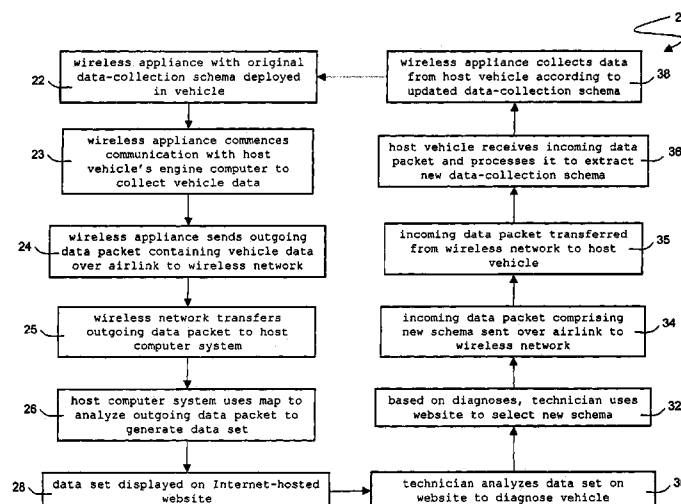 22
wireless appliance with original
data-collection schema deployed
in vehicle
23
wireless appliance commences
communication with host
vehicle's engine computer to
collect vehicle data
24
wireless appliance sends outgoing
data packet containing vehicle data
over airlink to wireless network
25
wireless network transfers
outgoing data packet to host
computer system
26
host computer system uses map to
analyze outgoing data packet to
generate data set
28
data set displayed on Internet-hosted
website
technician analyzes data set on
website to diagnose vehicle
based on diagnoses, technician uses
website to select new schema
32
incoming data packet comprising
new schema sent over airlink to
wireless network
34
incoming data packet transferred
from wireless network to host
vehicle
35
host vehicle receives incoming data
packet and processes it to extract
new data-collection schema
36
wireless appliance collects data
from host vehicle according to
updated data-collection schema
38